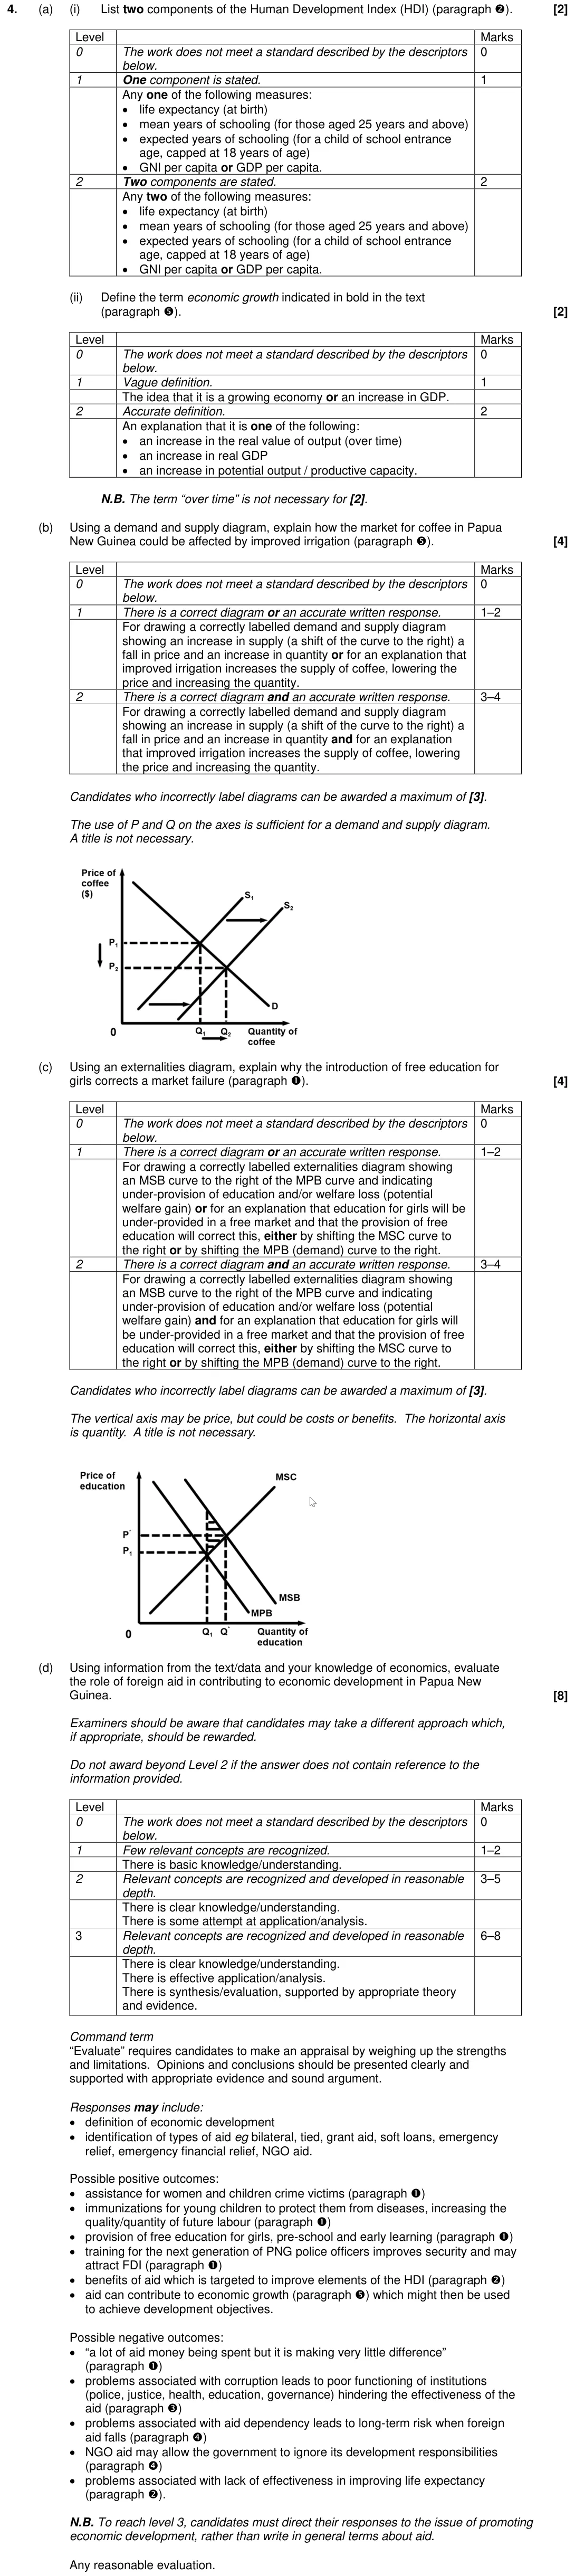 4. (a) (i) List two components of the Human Development Index (HDI) (paragraph ❷). [2]
Level Marks
0 The work does not meet a standard described by the descriptors 0
below.
1 One component is stated. 1
Any one of the following measures:
• life expectancy (at birth)
• mean years of schooling (for those aged 25 years and above)
• expected years of schooling (for a child of school entrance
age, capped at 18 years of age)
• GNI per capita or GDP per capita.
2 Two components are stated. 2
Any two of the following measures:
• life expectancy (at birth)
• mean years of schooling (for those aged 25 years and above)
• expected years of schooling (for a child of school entrance
age, capped at 18 years of age)
• GNI per capita or GDP per capita.
(ii) Define the term economic growth indicated in bold in the text
(paragraph ❺). [2]
Level Marks
0 The work does not meet a standard described by the descriptors 0
below.
1 Vague definition. 1
The idea that it is a growing economy or an increase in GDP.
2 Accurate definition. 2
An explanation that it is one of the following:
• an increase in the real value of output (over time)
• an increase in real GDP
• an increase in potential output / productive capacity.
N.B. The term “over time” is not necessary for [2].
(b) Using a demand and supply diagram, explain how the market for coffee in Papua
New Guinea could be affected by improved irrigation (paragraph ❺). [4]
Level Marks
0 The work does not meet a standard described by the descriptors 0
below.
1 There is a correct diagram or an accurate written response. 1–2
For drawing a correctly labelled demand and supply diagram
showing an increase in supply (a shift of the curve to the right) a
fall in price and an increase in quantity or for an explanation that
improved irrigation increases the supply of coffee, lowering the
price and increasing the quantity.
2 There is a correct diagram and an accurate written response. 3–4
For drawing a correctly labelled demand and supply diagram
showing an increase in supply (a shift of the curve to the right) a
fall in price and an increase in quantity and for an explanation
that improved irrigation increases the supply of coffee, lowering
the price and increasing the quantity.
Candidates who incorrectly label diagrams can be awarded a maximum of [3].
The use of P and Q on the axes is sufficient for a demand and supply diagram.
A title is not necessary.
Price of
coffee
($)
S₁
S₂
P₁
P₂
D
0 Q₁ Q₂ Quantity of
coffee
(c) Using an externalities diagram, explain why the introduction of free education for
girls corrects a market failure (paragraph ❶). [4]
Level Marks
0 The work does not meet a standard described by the descriptors 0
below.
1 There is a correct diagram or an accurate written response. 1–2
For drawing a correctly labelled externalities diagram showing
an MSB curve to the right of the MPB curve and indicating
under-provision of education and/or welfare loss (potential
welfare gain) or for an explanation that education for girls will be
under-provided in a free market and that the provision of free
education will correct this, either by shifting the MSC curve to
the right or by shifting the MPB (demand) curve to the right.
2 There is a correct diagram and an accurate written response. 3–4
For drawing a correctly labelled externalities diagram showing
an MSB curve to the right of the MPB curve and indicating
under-provision of education and/or welfare loss (potential
welfare gain) and for an explanation that education for girls will
be under-provided in a free market and that the provision of free
education will correct this, either by shifting the MSC curve to
the right or by shifting the MPB (demand) curve to the right.
Candidates who incorrectly label diagrams can be awarded a maximum of [3].
The vertical axis may be price, but could be costs or benefits. The horizontal axis
is quantity. A title is not necessary.
Price of
education
MSC
P*
P₁
MSB
MPB
0 Q₁ Q* Quantity of
education
(d) Using information from the text/data and your knowledge of economics, evaluate
the role of foreign aid in contributing to economic development in Papua New
Guinea. [8]
Examiners should be aware that candidates may take a different approach which,
if appropriate, should be rewarded.
Do not award beyond Level 2 if the answer does not contain reference to the
information provided.
Level Marks
0 The work does not meet a standard described by the descriptors 0
below.
1 Few relevant concepts are recognized. 1–2
There is basic knowledge/understanding.
2 Relevant concepts are recognized and developed in reasonable 3–5
depth.
There is clear knowledge/understanding.
There is some attempt at application/analysis.
3 Relevant concepts are recognized and developed in reasonable 6–8
depth.
There is clear knowledge/understanding.
There is effective application/analysis.
There is synthesis/evaluation, supported by appropriate theory
and evidence.
Command term
“Evaluate” requires candidates to make an appraisal by weighing up the strengths
and limitations. Opinions and conclusions should be presented clearly and
supported with appropriate evidence and sound argument.
Responses may include:
• definition of economic development
• identification of types of aid eg bilateral, tied, grant aid, soft loans, emergency
relief, emergency financial relief, NGO aid.
Possible positive outcomes:
• assistance for women and children crime victims (paragraph ❶)
• immunizations for young children to protect them from diseases, increasing the
quality/quantity of future labour (paragraph ❶)
• provision of free education for girls, pre-school and early learning (paragraph ❶)
• training for the next generation of PNG police officers improves security and may
attract FDI (paragraph ❶)
• benefits of aid which is targeted to improve elements of the HDI (paragraph ❷)
• aid can contribute to economic growth (paragraph ❺) which might then be used
to achieve development objectives.
Possible negative outcomes:
• “a lot of aid money being spent but it is making very little difference”
(paragraph ❶)
• problems associated with corruption leads to poor functioning of institutions
(police, justice, health, education, governance) hindering the effectiveness of the
aid (paragraph ❸)
• problems associated with aid dependency leads to long-term risk when foreign
aid falls (paragraph ❹)
• NGO aid may allow the government to ignore its development responsibilities
(paragraph ❹)
• problems associated with lack of effectiveness in improving life expectancy
(paragraph ❷).
N.B. To reach level 3, candidates must direct their responses to the issue of promoting
economic development, rather than write in general terms about aid.
Any reasonable evaluation.